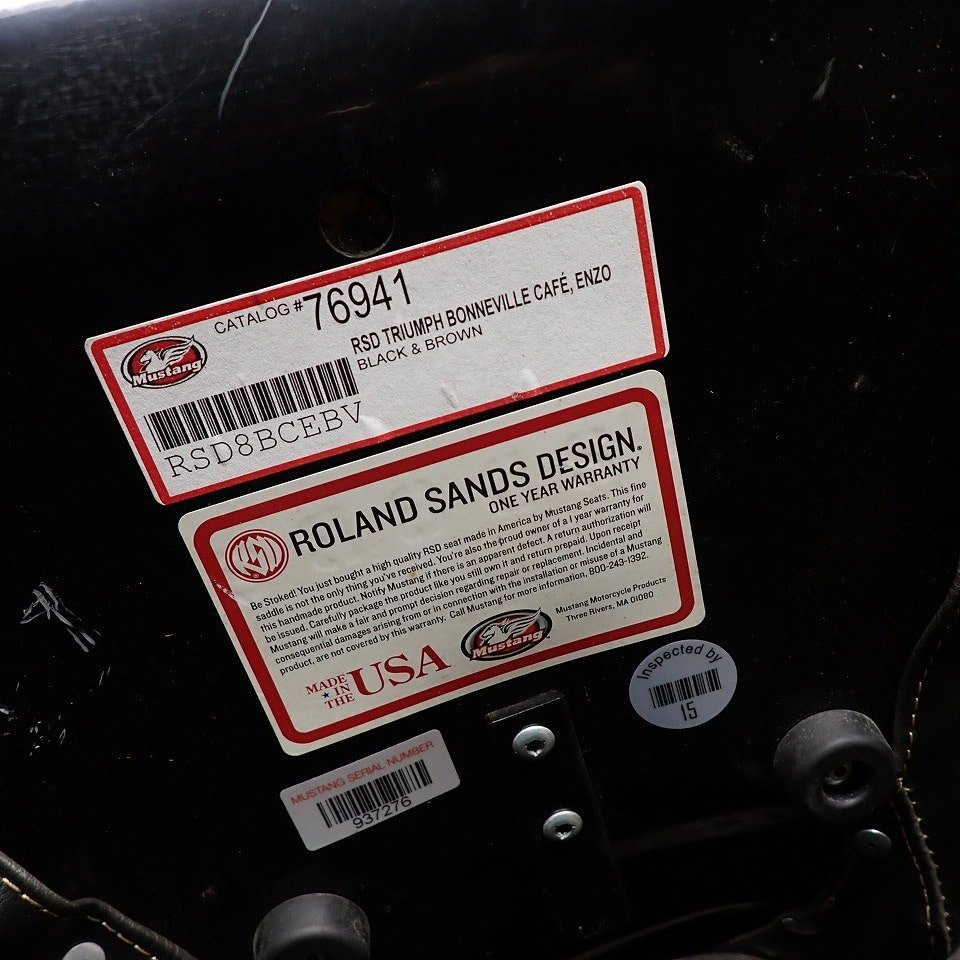 CATALOG #76941
Mustang
RSD TRIUMPH BONNEVILLE CAFÉ, ENZO
BLACK & BROWN
RSD8BCEBV
RSD
ROLAND SANDS DESIGN.
ONE YEAR WARRANTY
Be Stoked! You just bought a high quality RSD seat made in America by Mustang Seats. This fine
saddle is not the only thing you've received. You're also the proud owner of a 1 year warranty for
this handmade product. Notify Mustang if there is an apparent defect. A return authorization will
be issued. Carefully package the product like you still own it and return prepaid. Upon receipt
Mustang will make a fair and prompt decision regarding repair or replacement. Incidental and
consequential damages arising from or in connection with the installation or misuse of a Mustang
product, are not covered by this warranty. Call Mustang for more information. 800-243-1392.
MADE
IN
THE
USA
Mustang
Mustang Motorcycle Products
Three Rivers, MA 01080
Inspected by
15
MUSTANG SERIAL NUMBER
937276